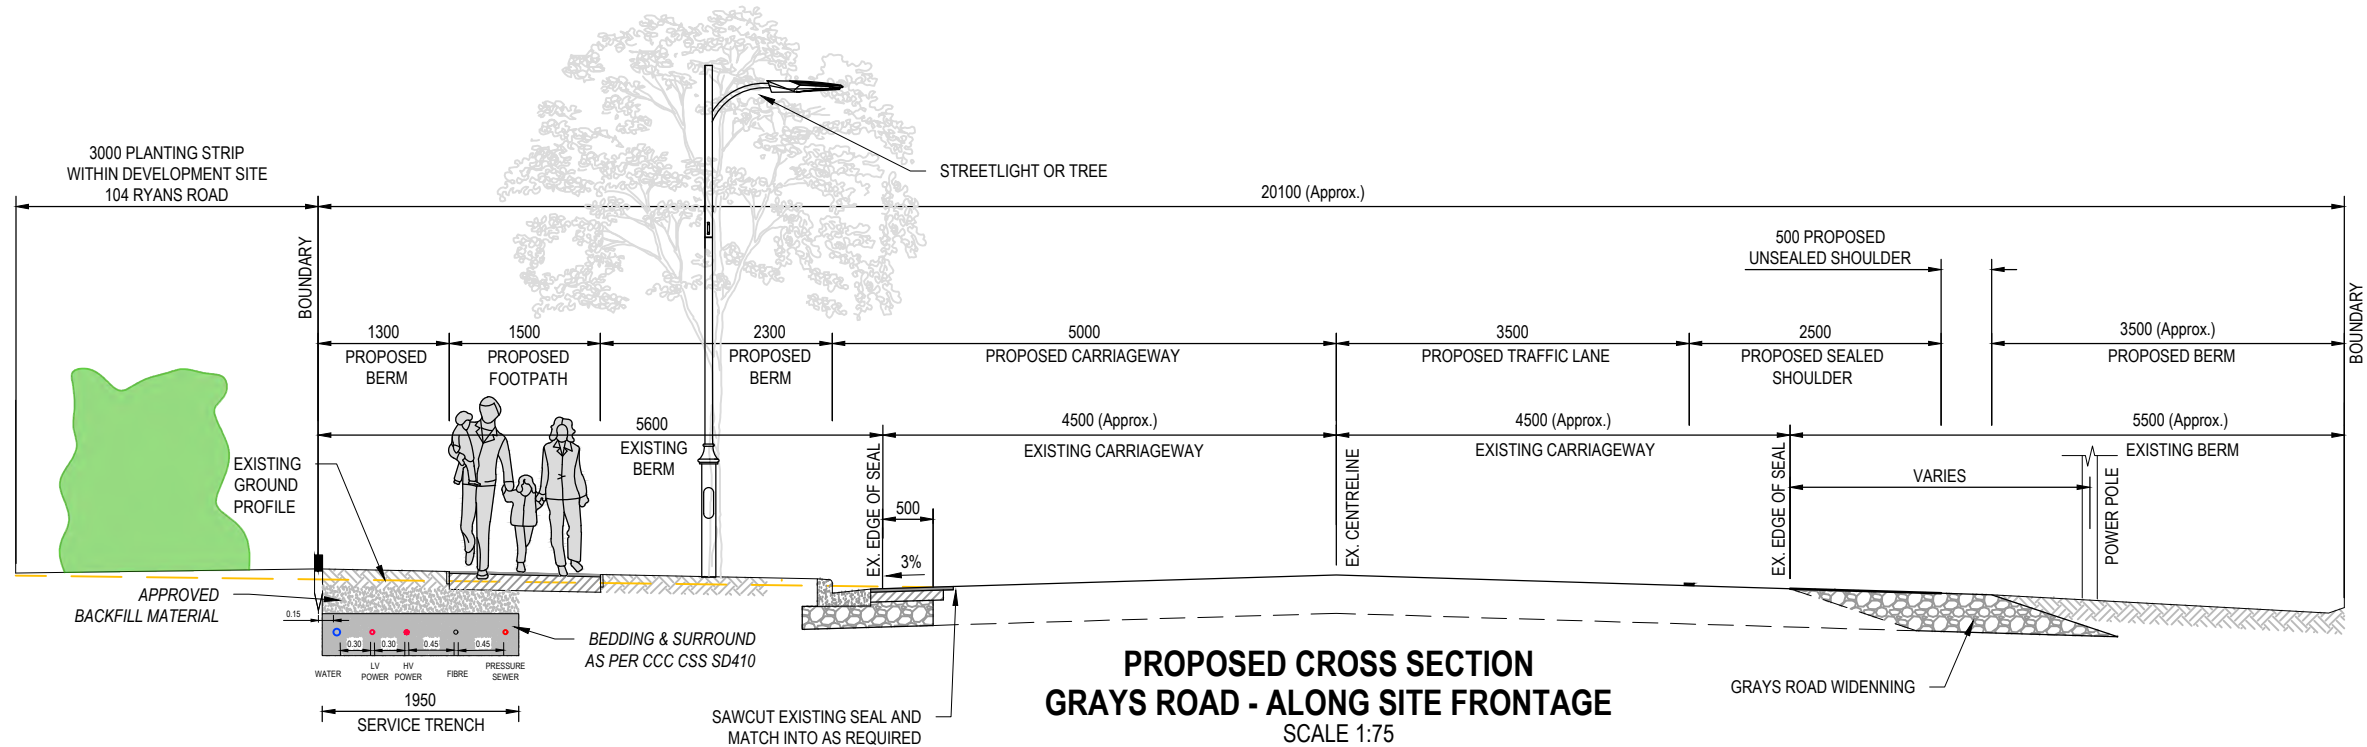 3000 PLANTING STRIP
WITHIN DEVELOPMENT SITE
104 RYANS ROAD
STREETLIGHT OR TREE
20100 (Approx.)
500 PROPOSED
UNSEALED SHOULDER
BOUNDARY
BOUNDARY
1300
PROPOSED
BERM
1500
PROPOSED
FOOTPATH
2300
PROPOSED
BERM
5000
PROPOSED CARRIAGEWAY
3500
PROPOSED TRAFFIC LANE
2500
PROPOSED SEALED
SHOULDER
3500 (Approx.)
PROPOSED BERM
5600
EXISTING
BERM
4500 (Approx.)
EXISTING CARRIAGEWAY
4500 (Approx.)
EXISTING CARRIAGEWAY
5500 (Approx.)
EXISTING BERM
EXISTING
GROUND
PROFILE
EX. EDGE OF SEAL
500
3%
EX. CENTRELINE
EX. EDGE OF SEAL
VARIES
POWER POLE
APPROVED
BACKFILL MATERIAL
0.15
0.30
0.30
0.45
0.45
WATER
LV
POWER
HV
POWER
FIBRE
PRESSURE
SEWER
BEDDING & SURROUND
AS PER CCC CSS SD410
1950
SERVICE TRENCH
SAWCUT EXISTING SEAL AND
MATCH INTO AS REQUIRED
PROPOSED CROSS SECTION
GRAYS ROAD - ALONG SITE FRONTAGE
SCALE 1:75
GRAYS ROAD WIDENNING